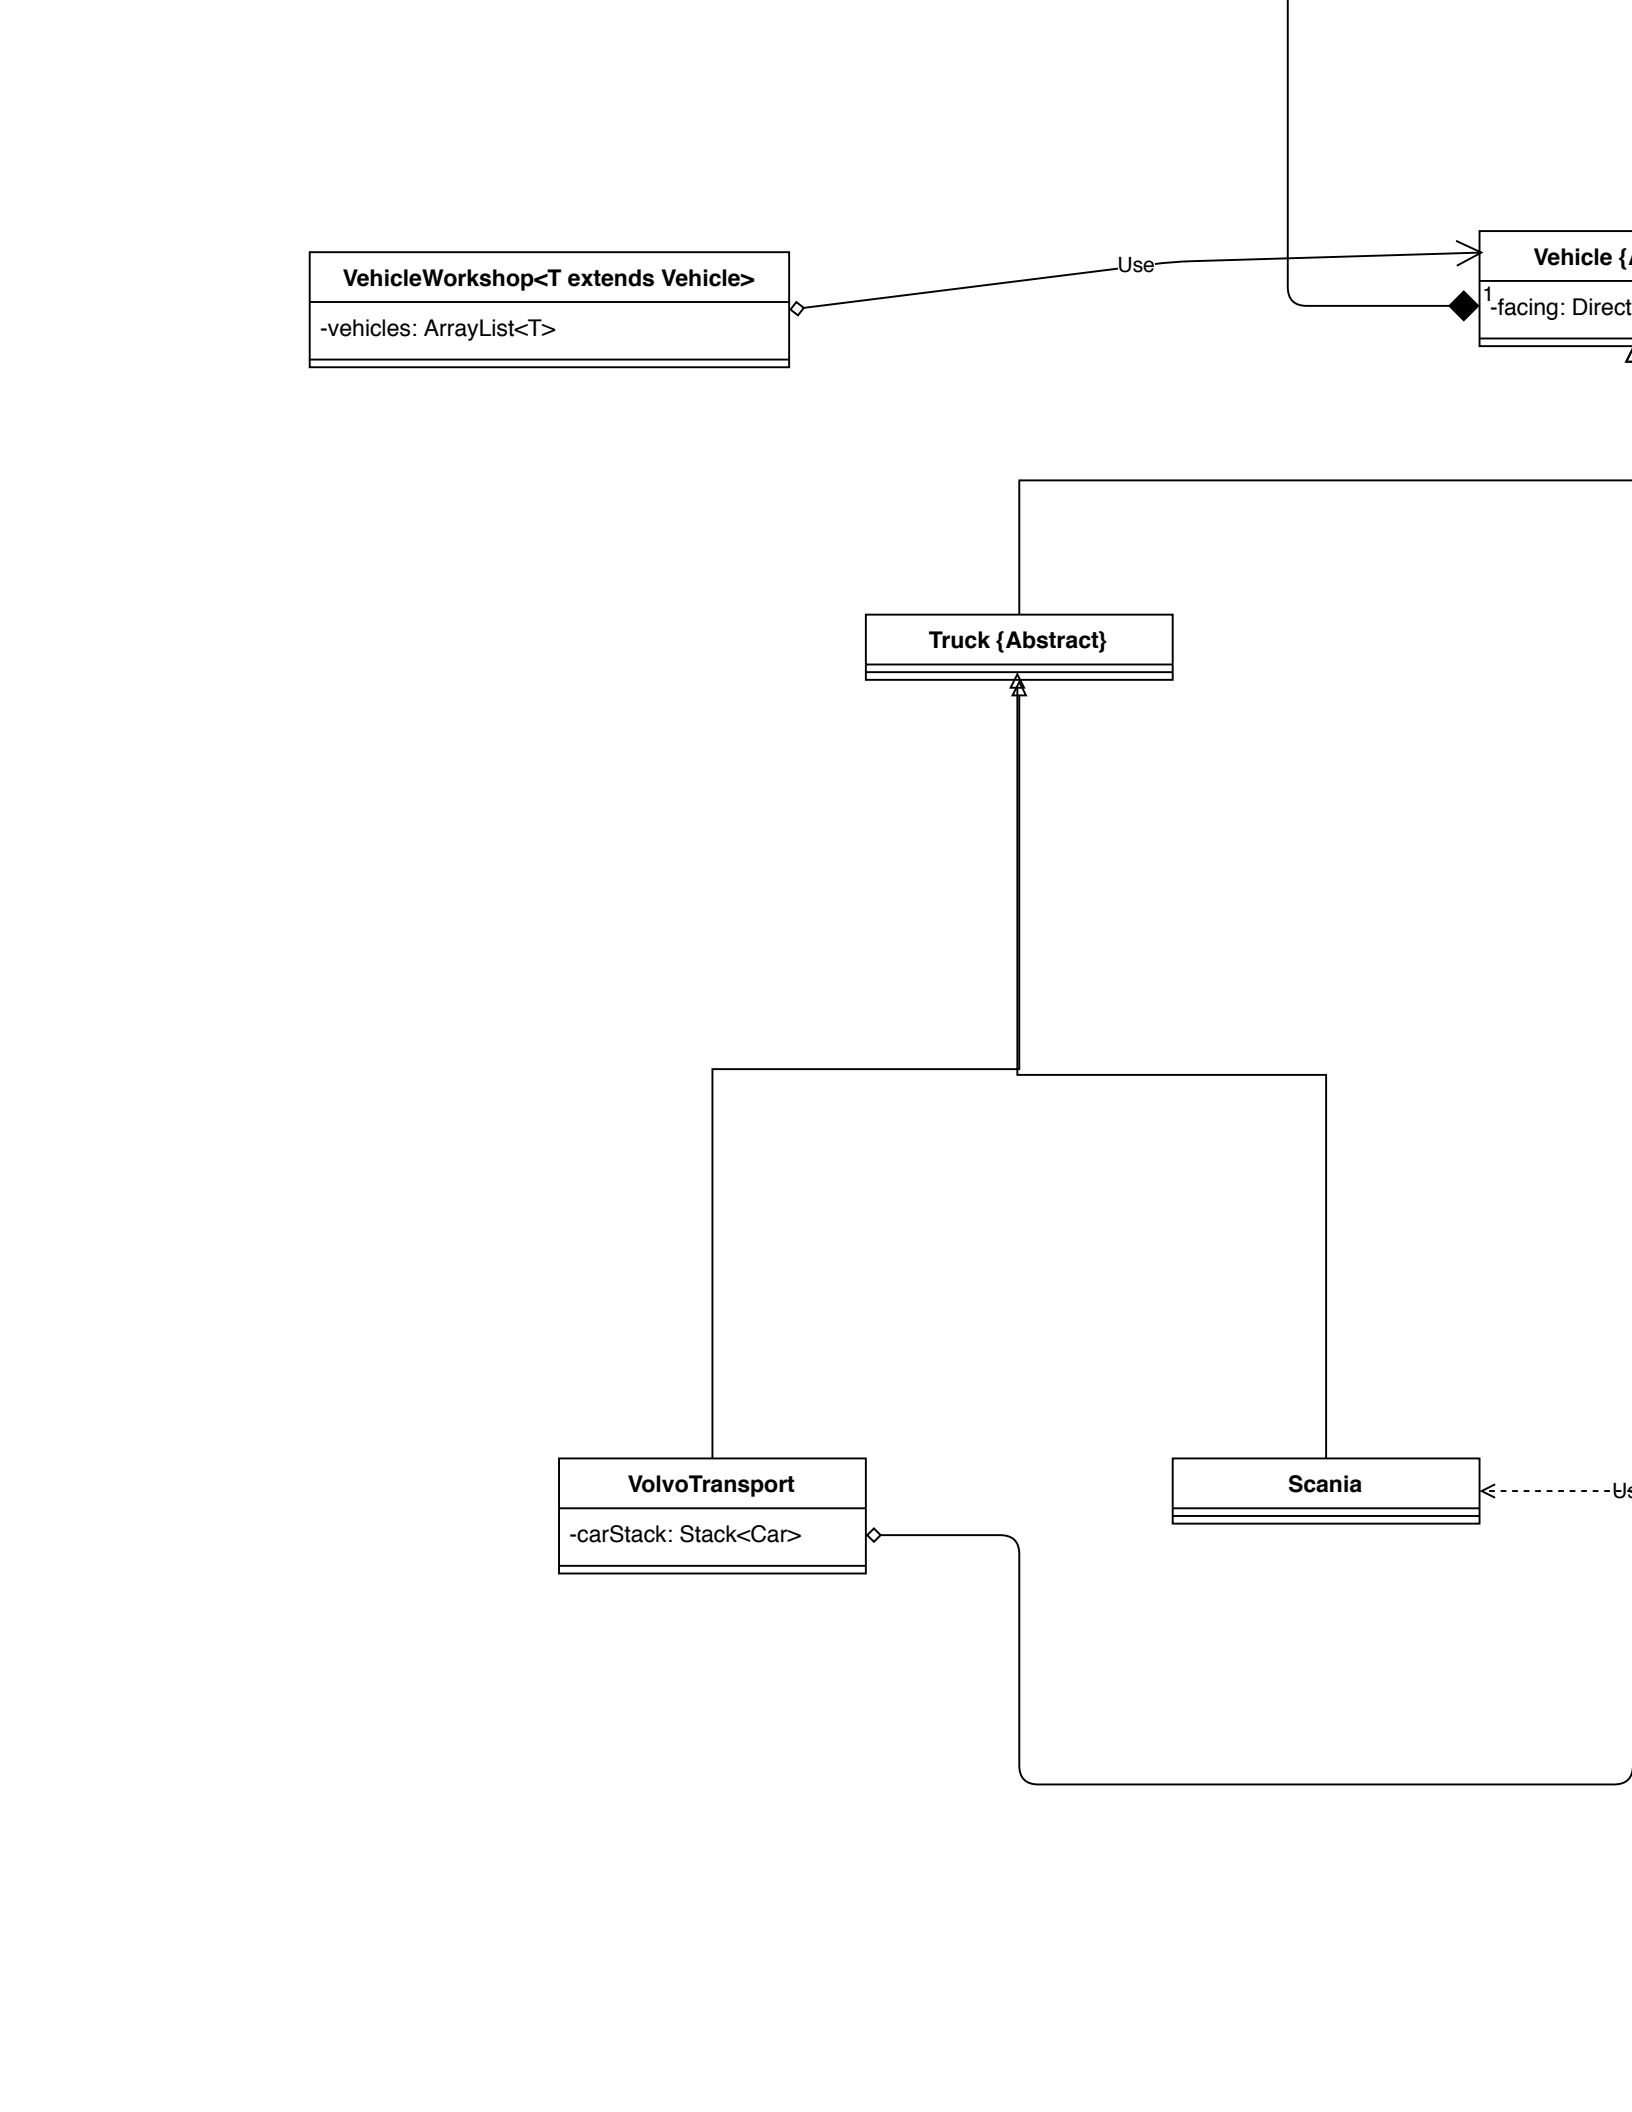 VehicleWorkshop<T extends Vehicle>
-vehicles: ArrayList<T>
Use
Vehicle {
1
-facing: Direct
Truck {Abstract}
VolvoTransport
-carStack: Stack<Car>
Scania